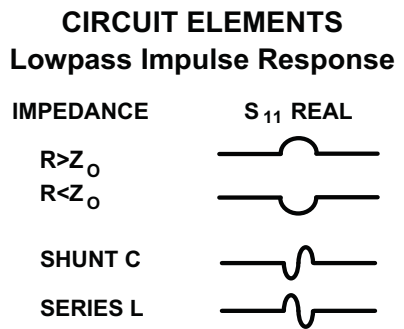 CIRCUIT ELEMENTS
Lowpass Impulse Response
IMPEDANCE S11 REAL
R>ZO
R<ZO
SHUNT C
SERIES L